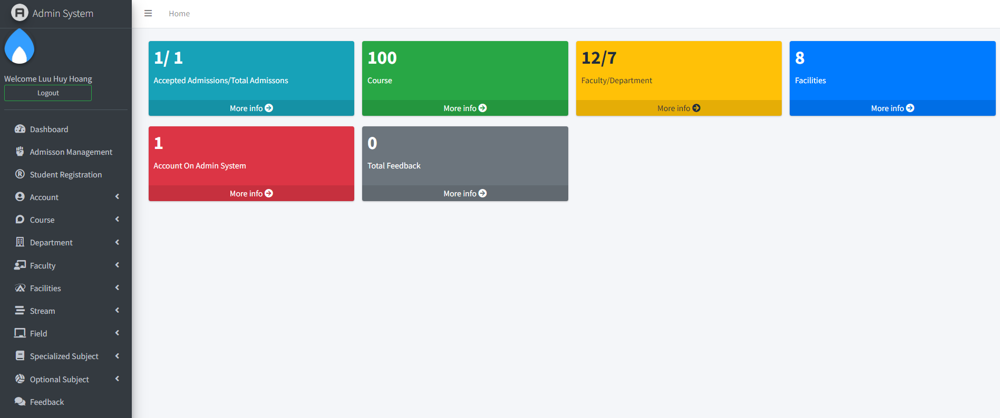 Admin System
Home
Welcome Luu Huy Hoang
Logout
Dashboard
Admisson Management
Student Registration
Account
Course
Department
Faculty
Facilities
Stream
Field
Specialized Subject
Optional Subject
Feedback
1/ 1
Accepted Admissions/Total Admissons
More info
100
Course
More info
12/7
Faculty/Department
More info
8
Facilities
More info
1
Account On Admin System
More info
0
Total Feedback
More info